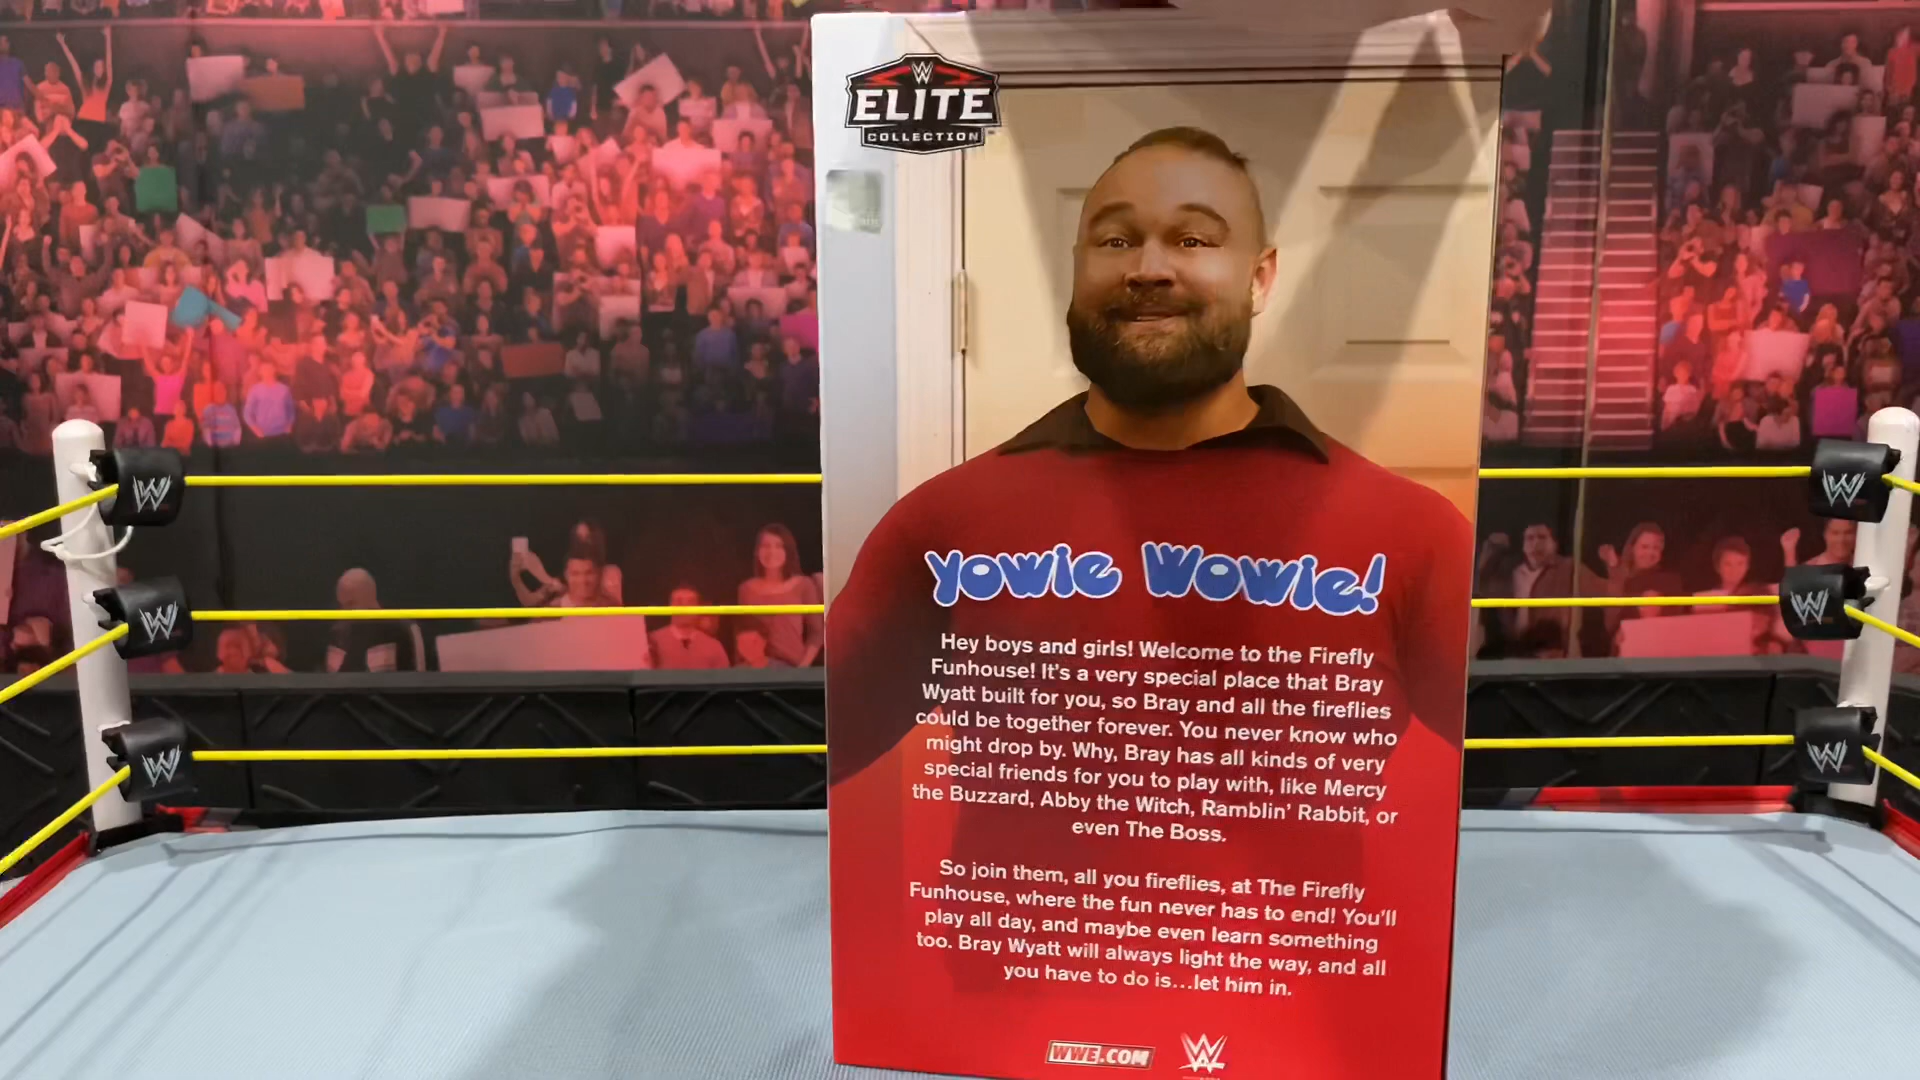 W
ELITE
COLLECTION
Yowie Wowie!
Hey boys and girls! Welcome to the Firefly
Funhouse! It's a very special place that Bray
Wyatt built for you, so Bray and all the fireflies
could be together forever. You never know who
might drop by. Why, Bray has all kinds of very
special friends for you to play with, like Mercy
the Buzzard, Abby the Witch, Ramblin' Rabbit, or
even The Boss.
So join them, all you fireflies, at The Firefly
Funhouse, where the fun never has to end! You'll
play all day, and maybe even learn something
too. Bray Wyatt will always light the way, and all
you have to do is...let him in.
WWE.COM
W
W
W
W
W
W
W